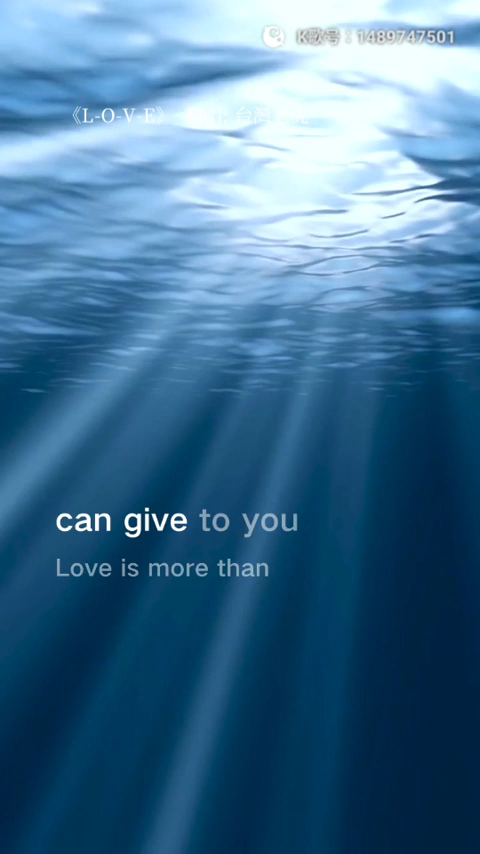 K歌号：1489747501
《L-O-V-E》
can give to you
Love is more than